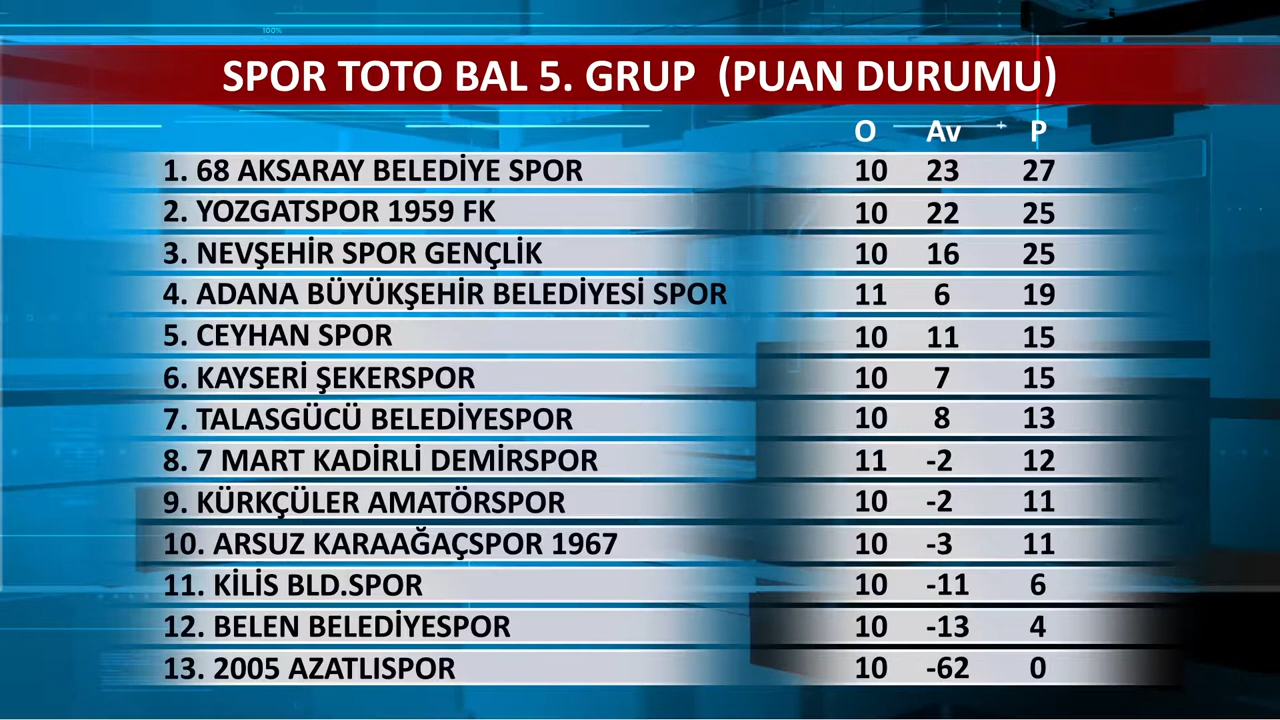 100%
SPOR TOTO BAL 5. GRUP (PUAN DURUMU)
O Av P
1. 68 AKSARAY BELEDİYE SPOR 10 23 27
2. YOZGATSPOR 1959 FK 10 22 25
3. NEVŞEHİR SPOR GENÇLİK 10 16 25
4. ADANA BÜYÜKŞEHİR BELEDİYESİ SPOR 11 6 19
5. CEYHAN SPOR 10 11 15
6. KAYSERİ ŞEKERSPOR 10 7 15
7. TALASGÜCÜ BELEDİYESPOR 10 8 13
8. 7 MART KADİRLİ DEMİRSPOR 11 -2 12
9. KÜRKÇÜLER AMATÖRSPOR 10 -2 11
10. ARSUZ KARAAĞAÇSPOR 1967 10 -3 11
11. KİLİS BLD.SPOR 10 -11 6
12. BELEN BELEDİYESPOR 10 -13 4
13. 2005 AZATLISPOR 10 -62 0